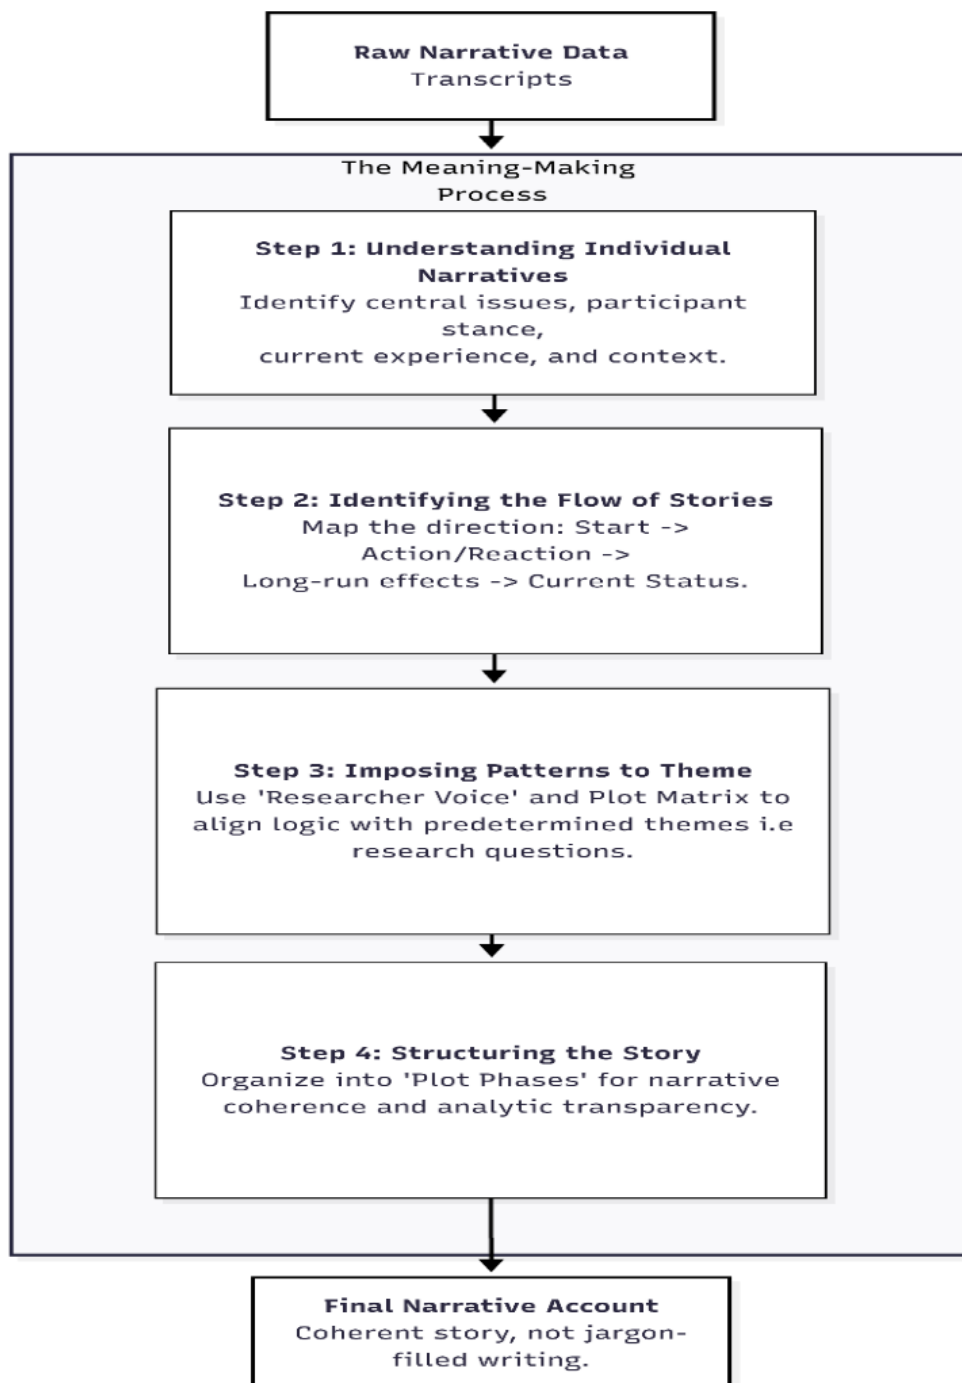 Raw Narrative Data
Transcripts
The Meaning-Making
Process
Step 1: Understanding Individual
Narratives
Identify central issues, participant
stance,
current experience, and context.
Step 2: Identifying the Flow of Stories
Map the direction: Start ->
Action/Reaction ->
Long-run effects -> Current Status.
Step 3: Imposing Patterns to Theme
Use 'Researcher Voice' and Plot Matrix to
align logic with predetermined themes i.e
research questions.
Step 4: Structuring the Story
Organize into 'Plot Phases' for narrative
coherence and analytic transparency.
Final Narrative Account
Coherent story, not jargon-
filled writing.